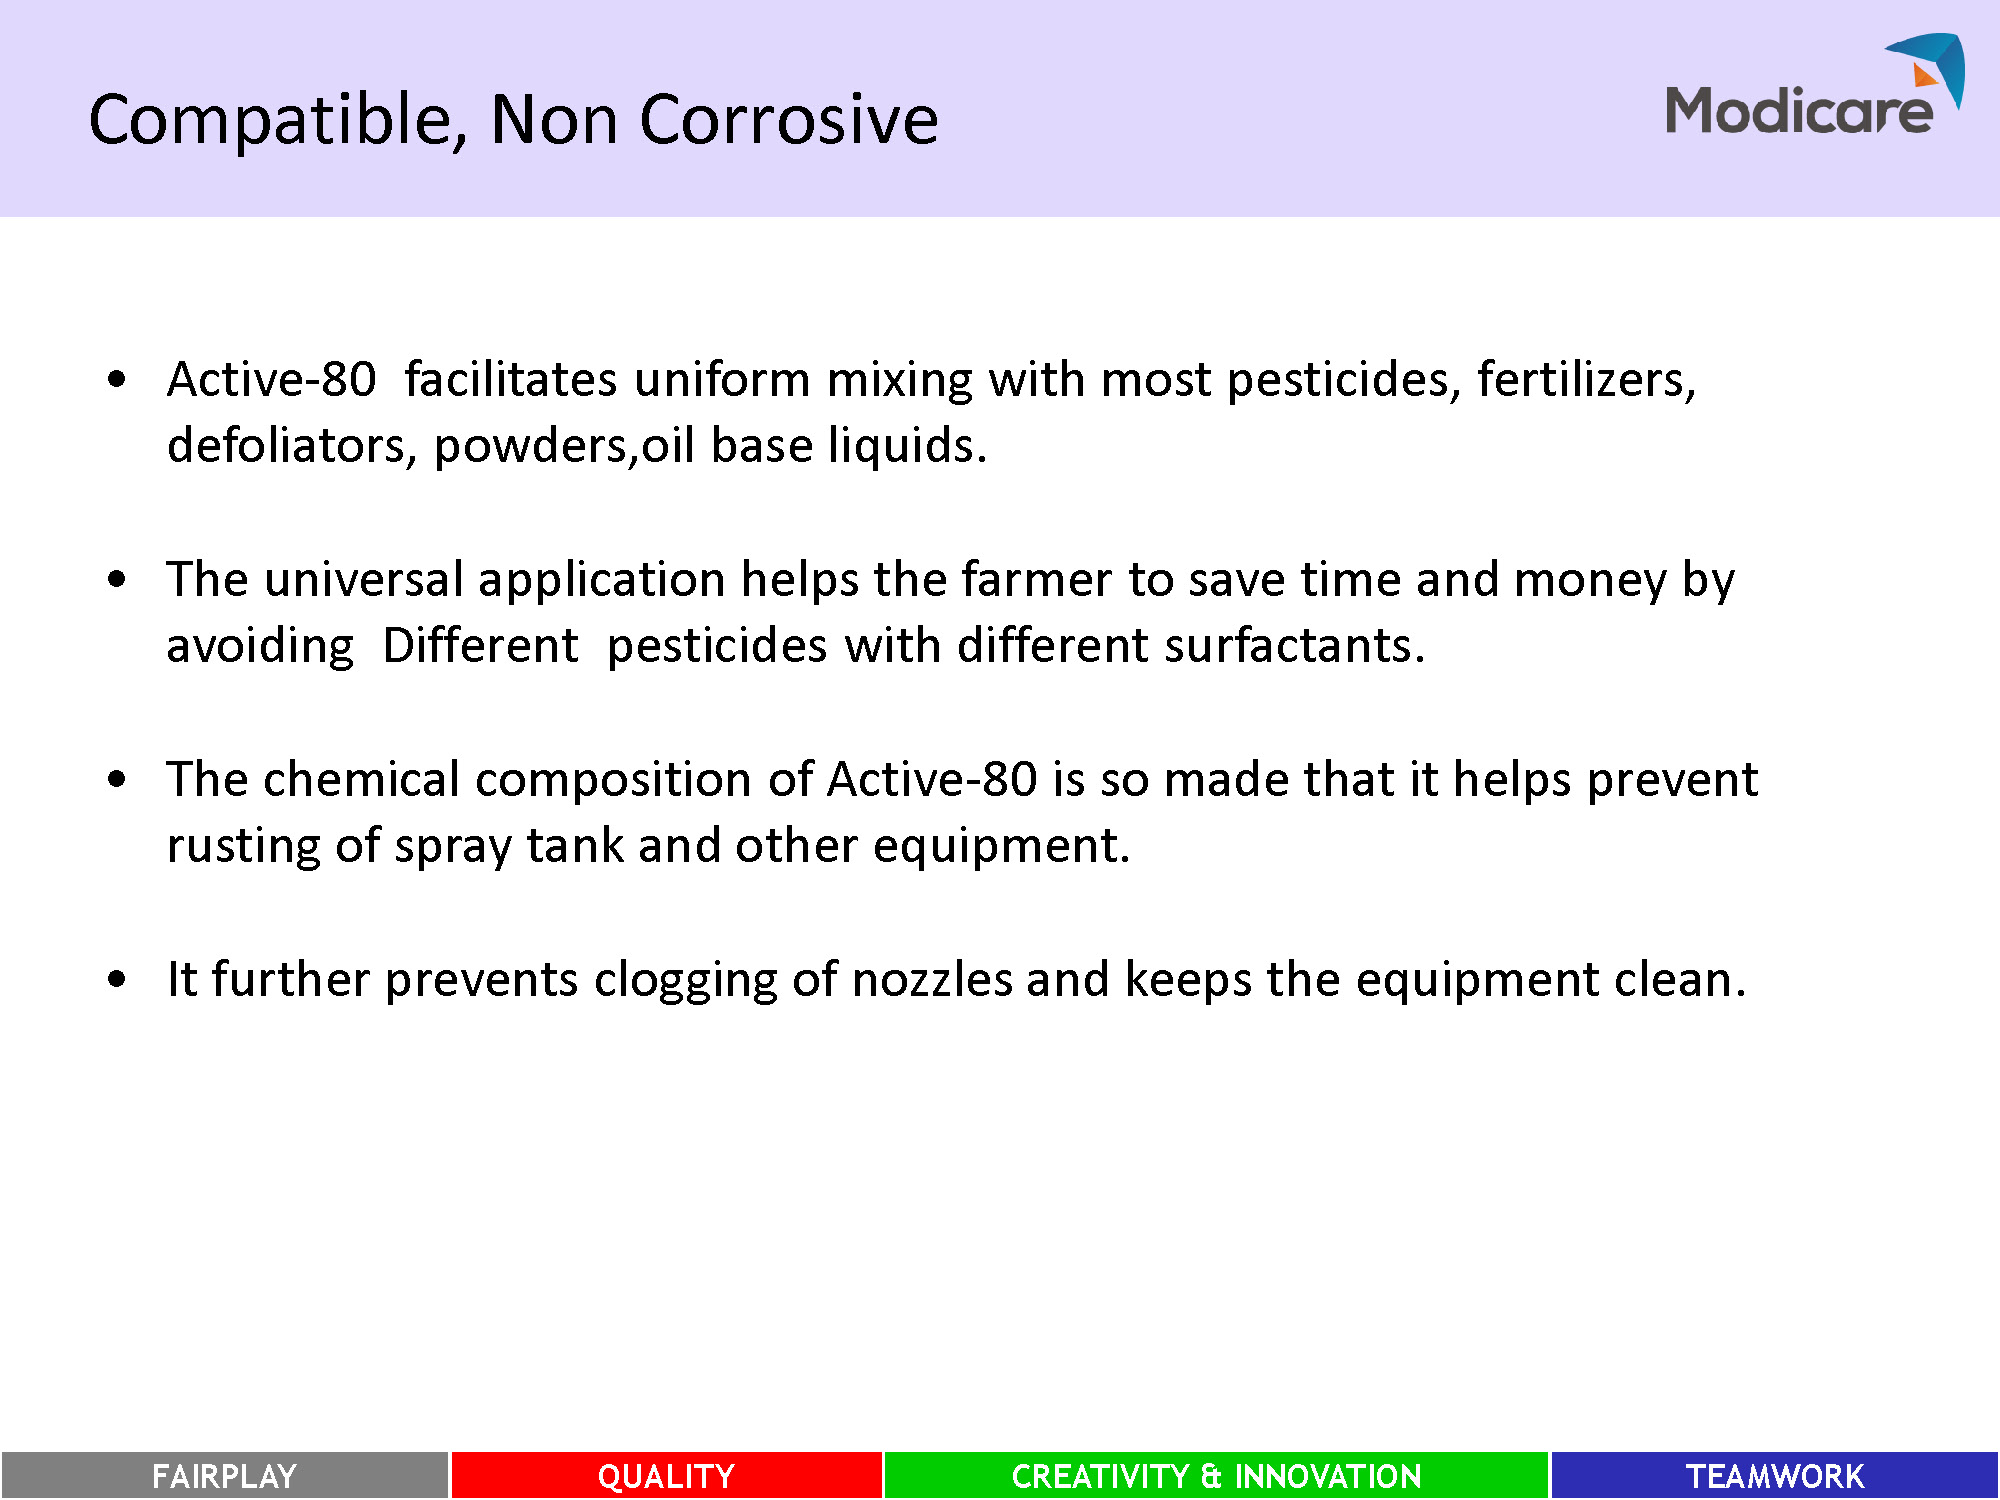 Compatible, Non Corrosive
Modicare
• Active-80 facilitates uniform mixing with most pesticides, fertilizers,
defoliators, powders,oil base liquids.
• The universal application helps the farmer to save time and money by
avoiding Different pesticides with different surfactants.
• The chemical composition of Active-80 is so made that it helps prevent
rusting of spray tank and other equipment.
• It further prevents clogging of nozzles and keeps the equipment clean.
FAIRPLAY QUALITY CREATIVITY & INNOVATION TEAMWORK